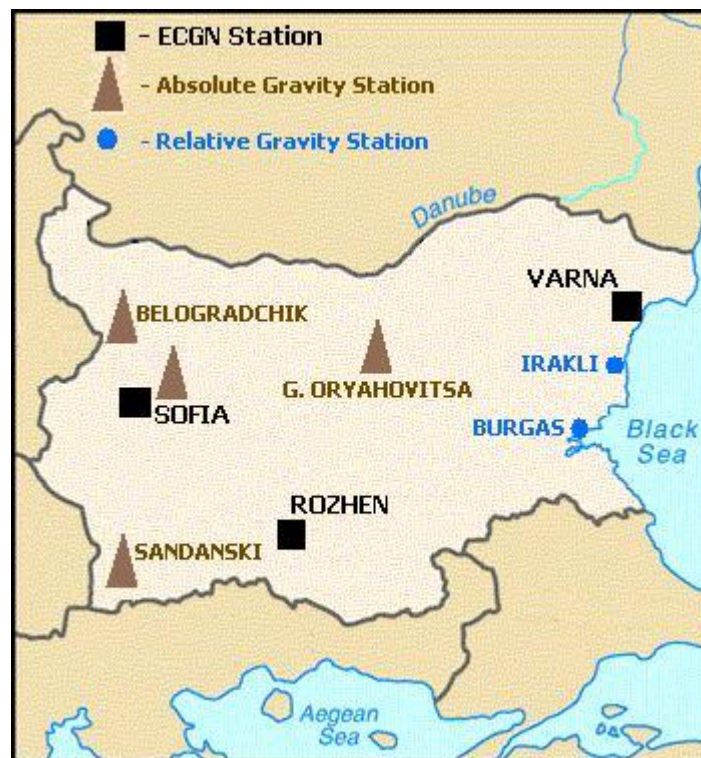 - ECGN Station
- Absolute Gravity Station
- Relative Gravity Station
Danube
VARNA
BELOGRADCHIK
IRAKLI
G. ORYAHOVITSA
SOFIA
BURGAS
Black
Sea
ROZHEN
SANDANSKI
Aegean
Sea